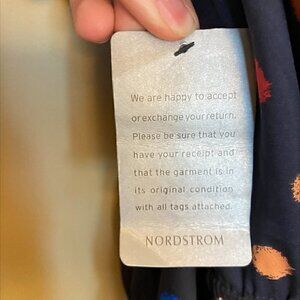 We are happy to accept
or exchange your return.
Please be sure that you
have your receipt and
that the garment is in
its original condition
with all tags attached.
NORDSTROM